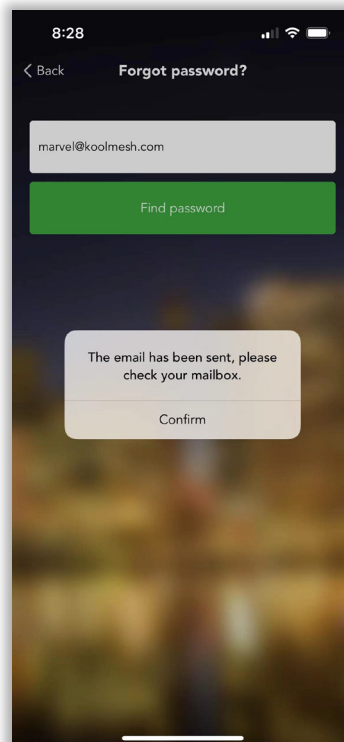 8:28
Back Forgot password?
marvel@koolmesh.com
Find password
The email has been sent, please
check your mailbox.
Confirm